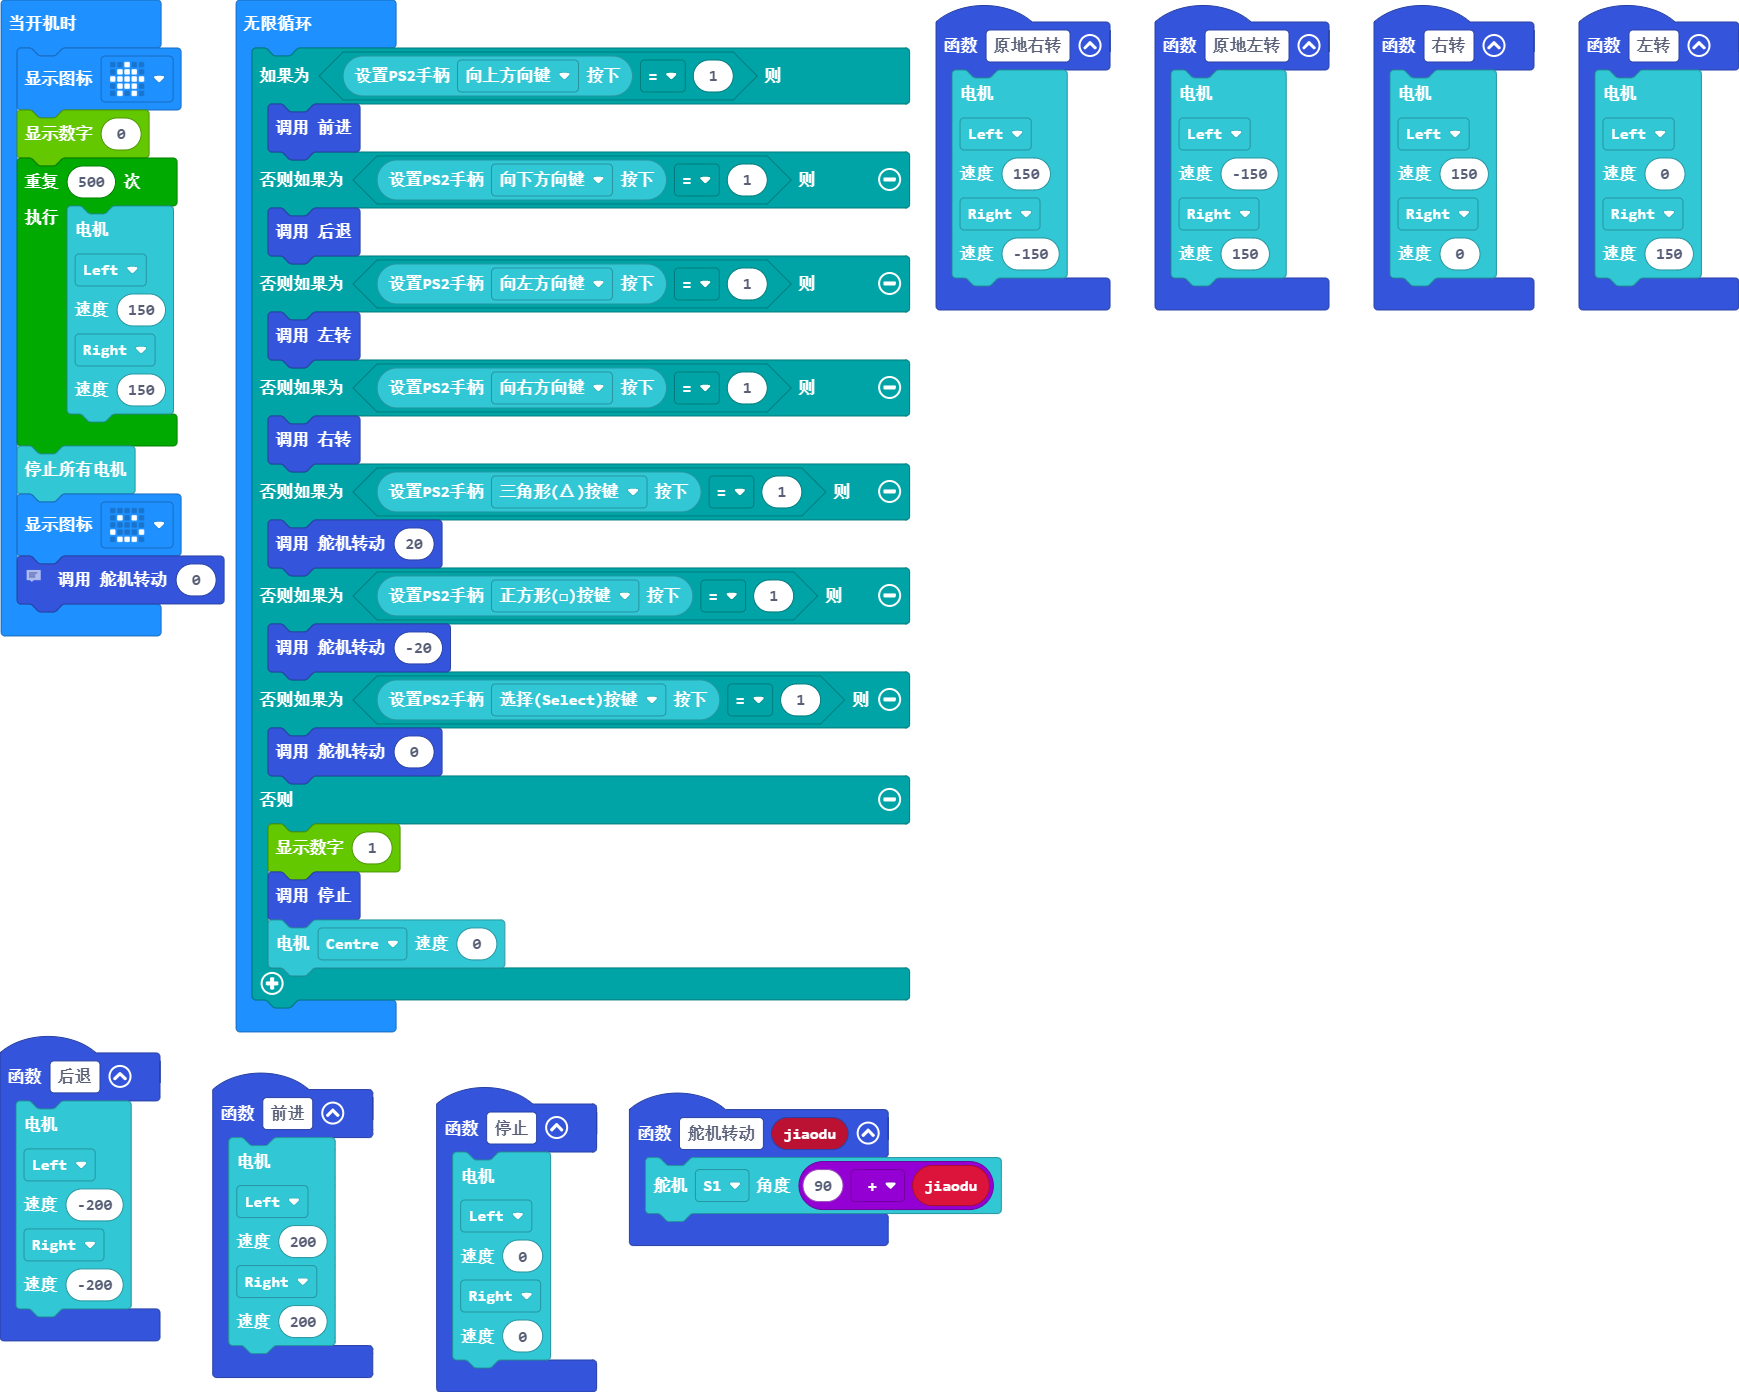 当开机时
显示图标
显示数字 0
重复 500 次
执行
电机
Left
速度 150
Right
速度 150
停止所有电机
显示图标
调用 舵机转动 0
无限循环
如果为 设置PS2手柄 向上方向键 按下 = 1 则
调用 前进
否则如果为 设置PS2手柄 向下方向键 按下 = 1 则
调用 后退
否则如果为 设置PS2手柄 向左方向键 按下 = 1 则
调用 左转
否则如果为 设置PS2手柄 向右方向键 按下 = 1 则
调用 右转
否则如果为 设置PS2手柄 三角形(△)按键 按下 = 1 则
调用 舵机转动 20
否则如果为 设置PS2手柄 正方形(□)按键 按下 = 1 则
调用 舵机转动 -20
否则如果为 设置PS2手柄 选择(Select)按键 按下 = 1 则
调用 舵机转动 0
否则
显示数字 1
调用 停止
电机 Centre 速度 0
函数 原地右转
电机
Left
速度 150
Right
速度 -150
函数 原地左转
电机
Left
速度 -150
Right
速度 150
函数 右转
电机
Left
速度 150
Right
速度 0
函数 左转
电机
Left
速度 0
Right
速度 150
函数 后退
电机
Left
速度 -200
Right
速度 -200
函数 前进
电机
Left
速度 200
Right
速度 200
函数 停止
电机
Left
速度 0
Right
速度 0
函数 舵机转动 jiaodu
舵机 S1 角度 90 + jiaodu